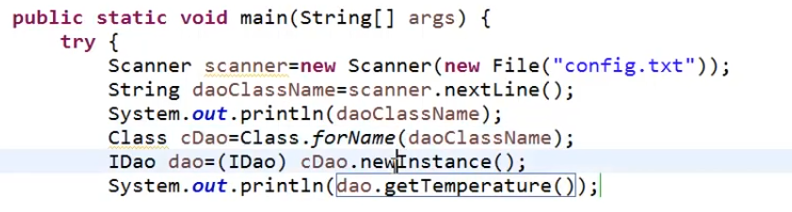 public static void main(String[] args) {
try {
Scanner scanner=new Scanner(new File("config.txt"));
String daoClassName=scanner.nextLine();
System.out.println(daoClassName);
Class cDao=Class.forName(daoClassName);
IDao dao=(IDao) cDao.newInstance();
System.out.println(dao.getTemperature());